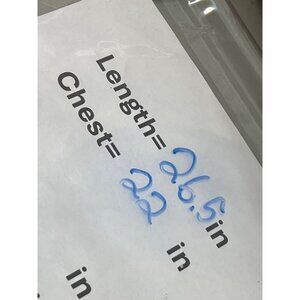 Length= 26.5 in
Chest= 22 in
in